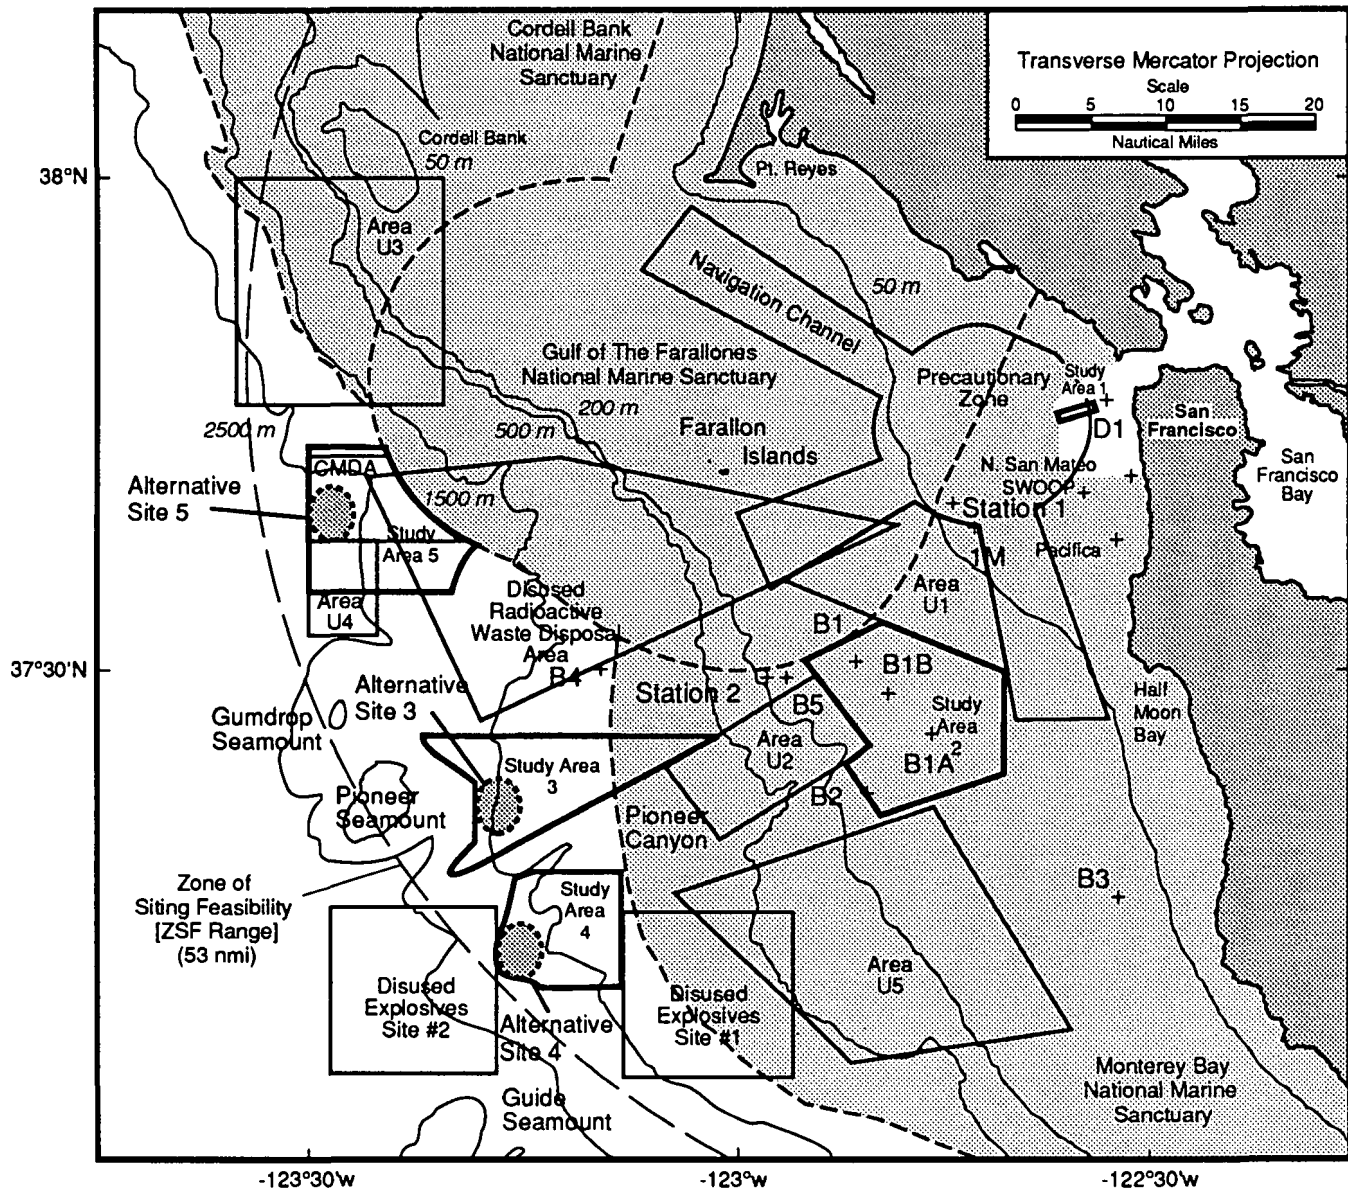 Cordell Bank
National Marine
Sanctuary
Transverse Mercator Projection
Scale
0 5 10 15 20
Nautical Miles
Cordell Bank
50 m
38°N
Pt. Reyes
Area
U3
Navigation Channel
50 m
Gulf of The Farallones
National Marine Sanctuary
200 m
500 m
2500 m
Precautionary
Zone
Study
Area 1
D1
San
Francisco
Farallon
Islands
San
Francisco
Bay
N. San Mateo
SWOOP
Station 1
CMDA
1500 m
Alternative
Site 5
Study
Area 5
1M
Pacifica
Area
U1
Area
U4
Disused
Radioactive
Waste Disposal
Area
B1
37°30'N
B4
B1B
Station 2
Alternative
Site 3
B5
Half
Moon
Bay
Gumdrop
Seamount
Study
Area
2
Area
U2
B1A
Study Area
3
B2
Pioneer
Seamount
Pioneer
Canyon
Zone of
Siting Feasibility
[ZSF Range]
(53 nmi)
Study
Area
4
B3
Area
U5
Disused
Explosives
Site #2
Disused
Explosives
Site #1
Alternative
Site 4
Guide
Seamount
Monterey Bay
National Marine
Sanctuary
-123°30'W
-123°W
-122°30'W